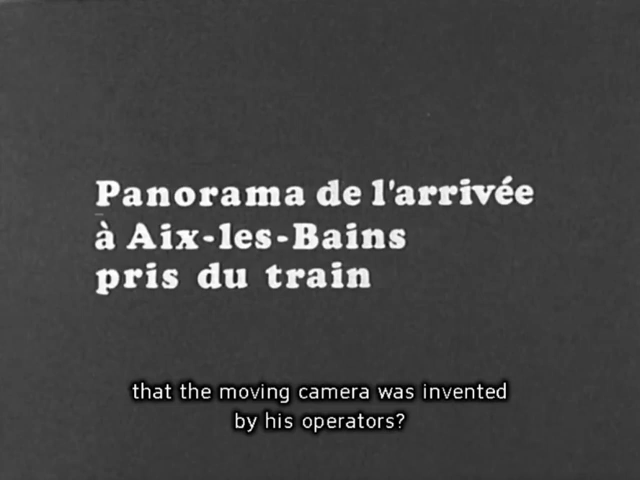 Panorama de l'arrivée
à Aix-les-Bains
pris du train
that the moving camera was invented
by his operators?